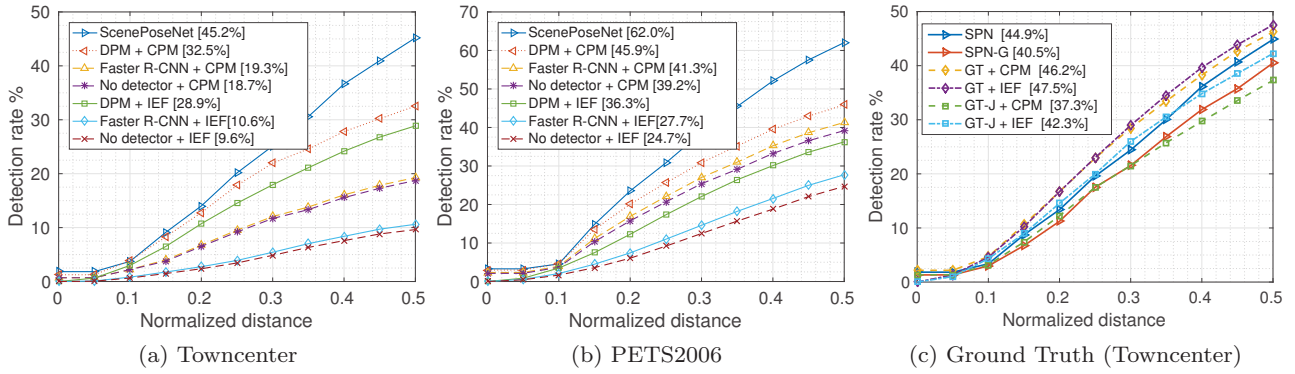 50
40
30
20
10
0
Detection rate %
ScenePoseNet [45.2%]
DPM + CPM [32.5%]
Faster R-CNN + CPM [19.3%]
No detector + CPM [18.7%]
DPM + IEF [28.9%]
Faster R-CNN + IEF[10.6%]
No detector + IEF [9.6%]
0 0.1 0.2 0.3 0.4 0.5
Normalized distance
(a) Towncenter
70
60
50
40
30
20
10
0
Detection rate %
ScenePoseNet [62.0%]
DPM + CPM [45.9%]
Faster R-CNN + CPM [41.3%]
No detector + CPM [39.2%]
DPM + IEF [36.3%]
Faster R-CNN + IEF[27.7%]
No detector + IEF [24.7%]
0 0.1 0.2 0.3 0.4 0.5
Normalized distance
(b) PETS2006
50
40
30
20
10
0
Detection rate %
SPN [44.9%]
SPN-G [40.5%]
GT + CPM [46.2%]
GT + IEF [47.5%]
GT-J + CPM [37.3%]
GT-J + IEF [42.3%]
0 0.1 0.2 0.3 0.4 0.5
Normalized distance
(c) Ground Truth (Towncenter)